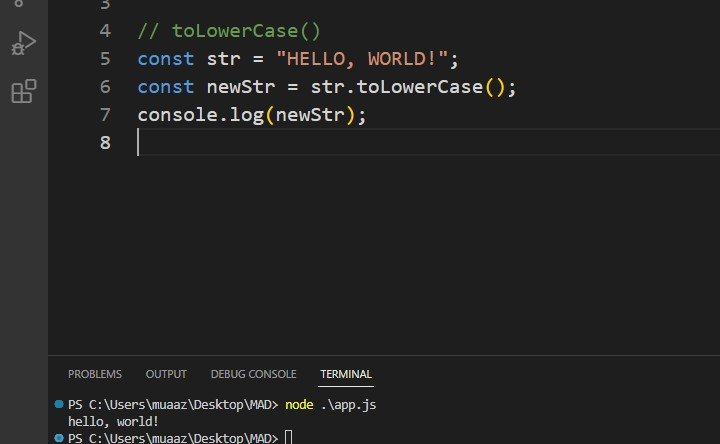 3
4 // toLowerCase()
5 const str = "HELLO, WORLD!";
6 const newStr = str.toLowerCase();
7 console.log(newStr);
8
PROBLEMS OUTPUT DEBUG CONSOLE TERMINAL
PS C:\Users\muaaz\Desktop\MAD> node .\app.js
hello, world!
PS C:\Users\muaaz\Desktop\MAD>